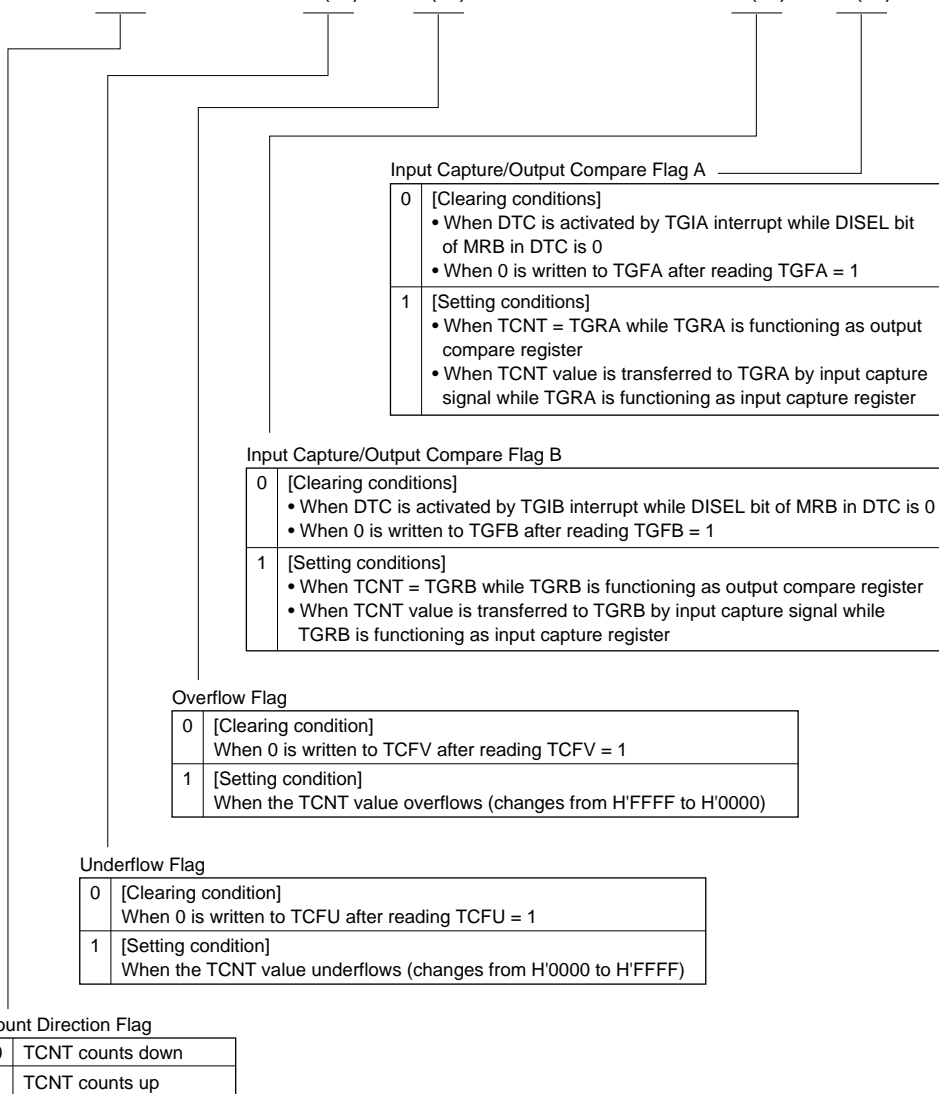 Input Capture/Output Compare Flag A
0 [Clearing conditions]
• When DTC is activated by TGIA interrupt while DISEL bit
of MRB in DTC is 0
• When 0 is written to TGFA after reading TGFA = 1
1 [Setting conditions]
• When TCNT = TGRA while TGRA is functioning as output
compare register
• When TCNT value is transferred to TGRA by input capture
signal while TGRA is functioning as input capture register
Input Capture/Output Compare Flag B
0 [Clearing conditions]
• When DTC is activated by TGIB interrupt while DISEL bit of MRB in DTC is 0
• When 0 is written to TGFB after reading TGFB = 1
1 [Setting conditions]
• When TCNT = TGRB while TGRB is functioning as output compare register
• When TCNT value is transferred to TGRB by input capture signal while
TGRB is functioning as input capture register
Overflow Flag
0 [Clearing condition]
When 0 is written to TCFV after reading TCFV = 1
1 [Setting condition]
When the TCNT value overflows (changes from H'FFFF to H'0000)
Underflow Flag
0 [Clearing condition]
When 0 is written to TCFU after reading TCFU = 1
1 [Setting condition]
When the TCNT value underflows (changes from H'0000 to H'FFFF)
ount Direction Flag
TCNT counts down
TCNT counts up